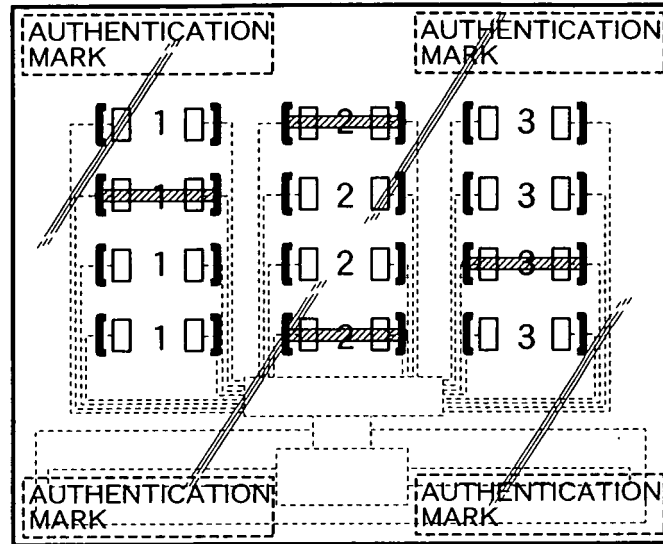 AUTHENTICATION
MARK
AUTHENTICATION
MARK
[ 1 ] [ 2 ] [ 3 ]
[ 1 ] [ 2 ] [ 3 ]
[ 1 ] [ 2 ] [ 3 ]
[ 1 ] [ 2 ] [ 3 ]
AUTHENTICATION
MARK
AUTHENTICATION
MARK